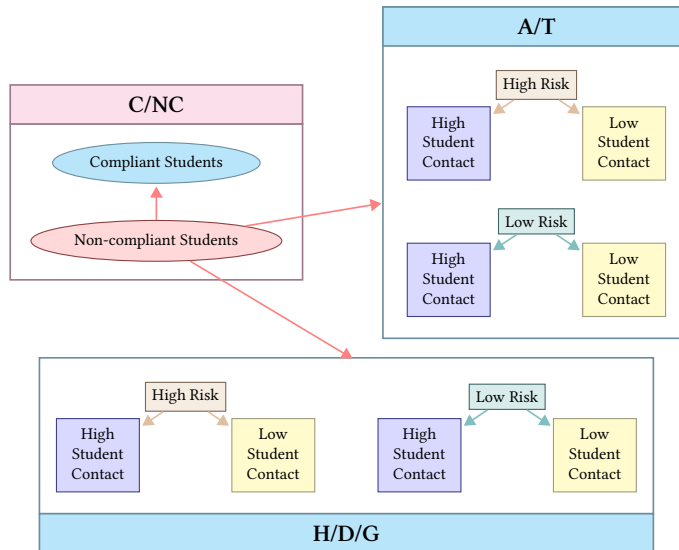 C/NC
Compliant Students
Non-compliant Students
A/T
High Risk
High
Student
Contact
Low
Student
Contact
Low Risk
High
Student
Contact
Low
Student
Contact
High Risk
High
Student
Contact
Low
Student
Contact
Low Risk
High
Student
Contact
Low
Student
Contact
H/D/G